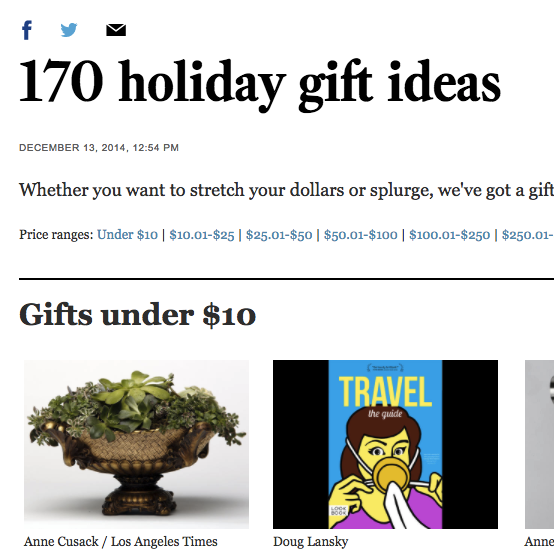 170 holiday gift ideas
DECEMBER 13, 2014, 12:54 PM
Whether you want to stretch your dollars or splurge, we've got a gift
Price ranges: Under $10 | $10.01-$25 | $25.01-$50 | $50.01-$100 | $100.01-$250 | $250.01-
Gifts under $10
TRAVEL
the guide
LOOK
BOOK
Anne Cusack / Los Angeles Times
Doug Lansky
Anne